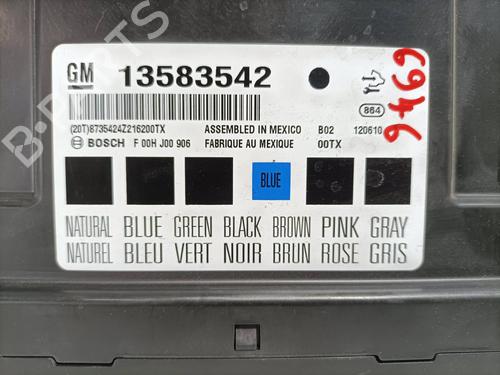 GM 13583542
864
(20T)8735424Z216200TX ASSEMBLED IN MEXICO B02 120610
BOSCH F 00H J00 906 FABRIQUE AU MEXIQUE 00TX
BLUE
NATURAL BLUE GREEN BLACK BROWN PINK GRAY
NATUREL BLEU VERT NOIR BRUN ROSE GRIS
6976
B-PARTS